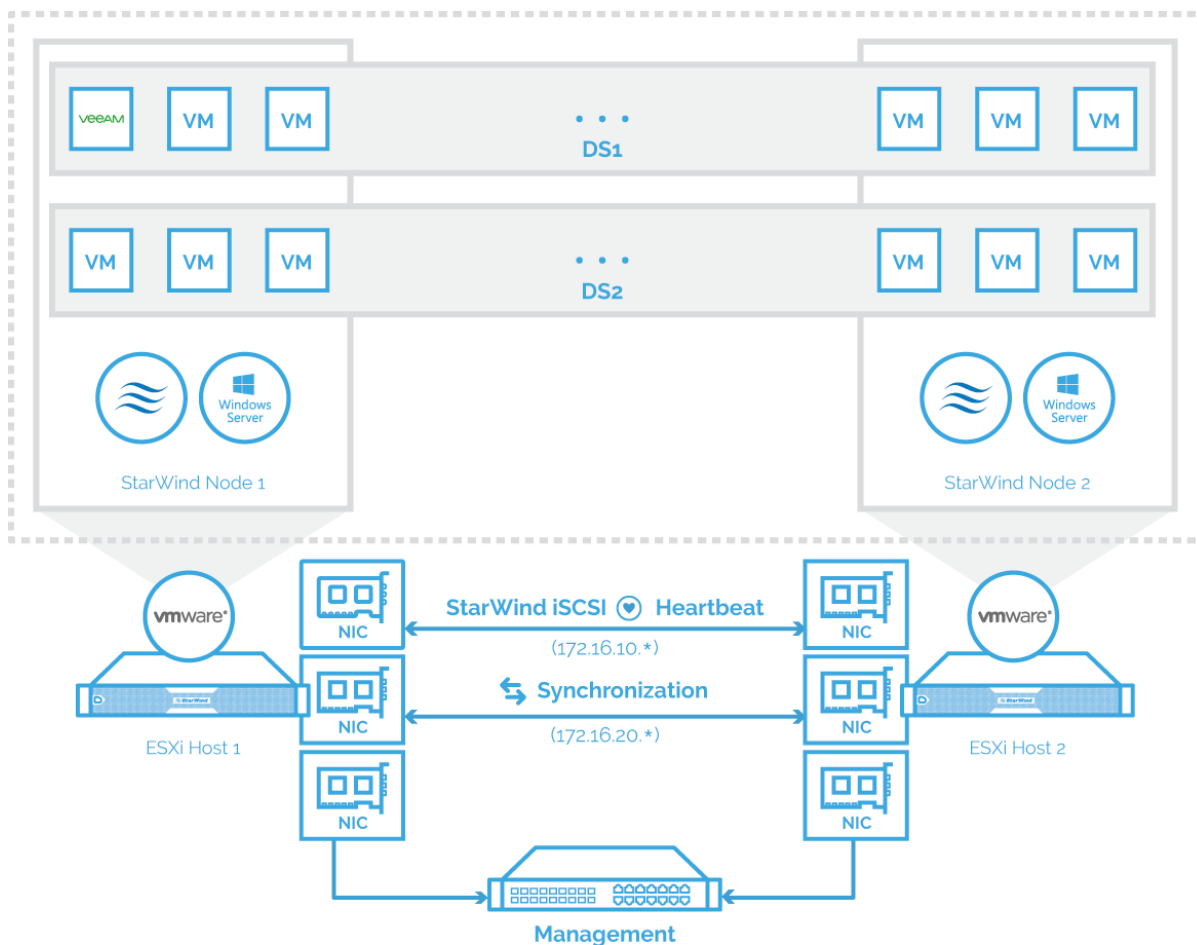 veeam VM VM VM VM VM
DS1
VM VM VM VM VM VM
DS2
Windows Server Windows Server
StarWind Node 1 StarWind Node 2
vmware® vmware®
StarWind iSCSI Heartbeat
NIC NIC
(172.16.10.*)
Synchronization
StarWind StarWind
NIC NIC
(172.16.20.*)
ESXi Host 1 ESXi Host 2
NIC NIC
Management